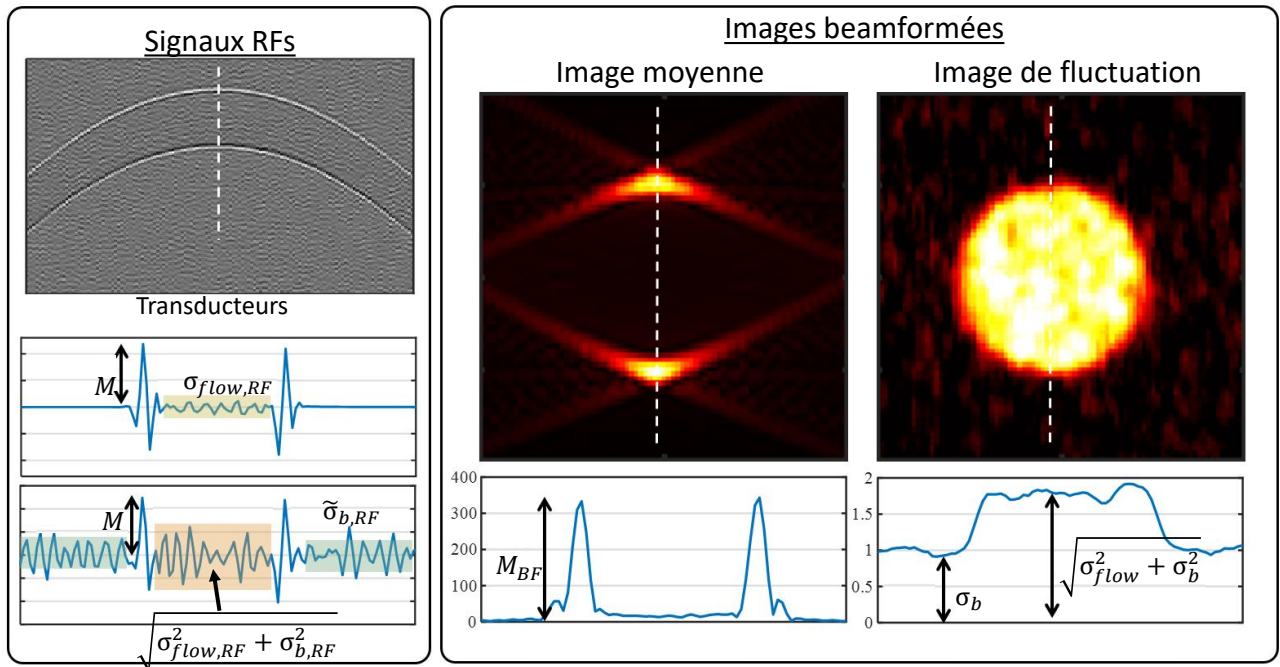 Signaux RFs
Transducteurs
M
σ_{flow,RF}
M
σ̃_{b,RF}
√(σ²_{flow,RF} + σ²_{b,RF})
Images beamformées
Image moyenne
Image de fluctuation
400
300
200
100
0
M_{BF}
2
1.5
1
0.5
0
σ_b
√(σ²_{flow} + σ²_b)